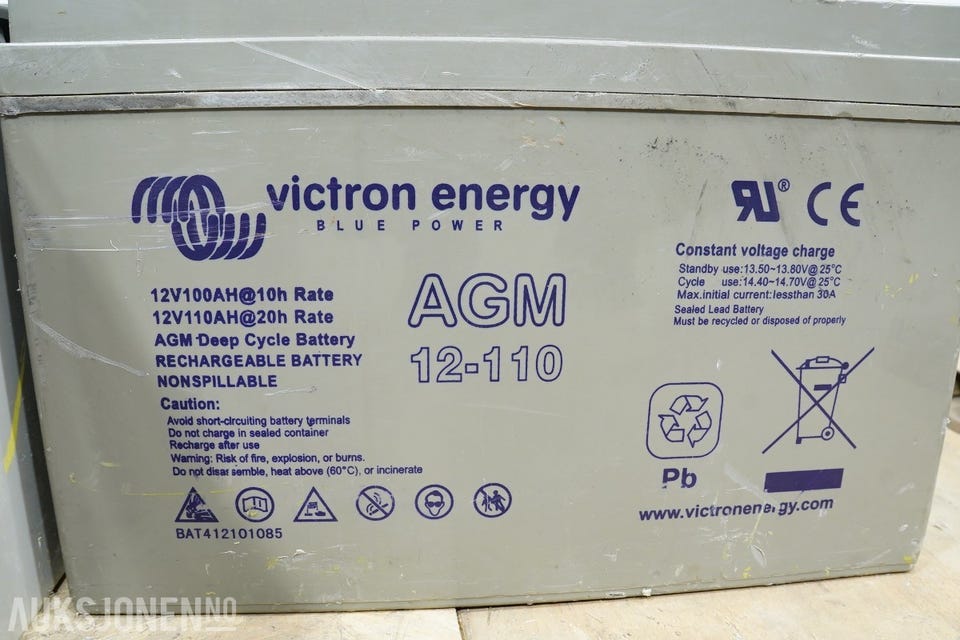 victron energy
BLUE POWER
12V100AH@10h Rate
12V110AH@20h Rate
AGM Deep Cycle Battery
RECHARGEABLE BATTERY
NONSPILLABLE
Caution:
Avoid short-circuiting battery terminals
Do not charge in sealed container
Recharge after use
Warning: Risk of fire, explosion, or burns.
Do not disassemble, heat above (60°C), or incinerate
BAT412101085
AGM
12-110
RU® CE
Constant voltage charge
Standby use:13.50~13.80V@25°C
Cycle use:14.40~14.70V@25°C
Max.initial current:lessthan 30A
Sealed Lead Battery
Must be recycled or disposed of properly
Pb
www.victronenergy.com
AUKSJONEN.NO